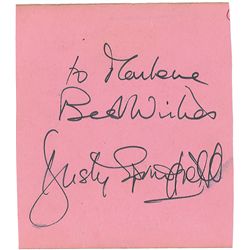 to Marlene
Best Wishes
Dusty Springfield